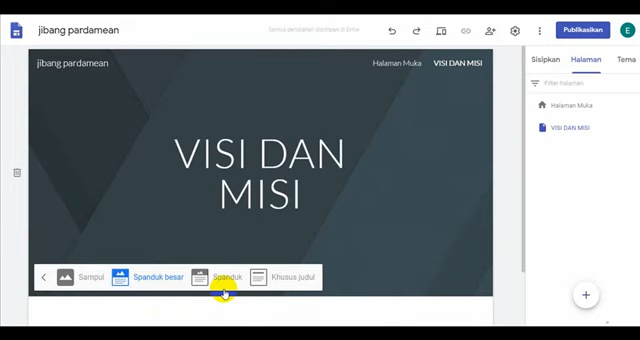 jibang pardamean
Semua perubahan disimpan di Drive
Publikasikan
E
jibang pardamean
Halaman Muka
VISI DAN MISI
Sisipkan
Halaman
Tema
Filter halaman
Halaman Muka
VISI DAN MISI
VISI DAN
MISI
Sampul
Spanduk besar
Spanduk
Khusus judul